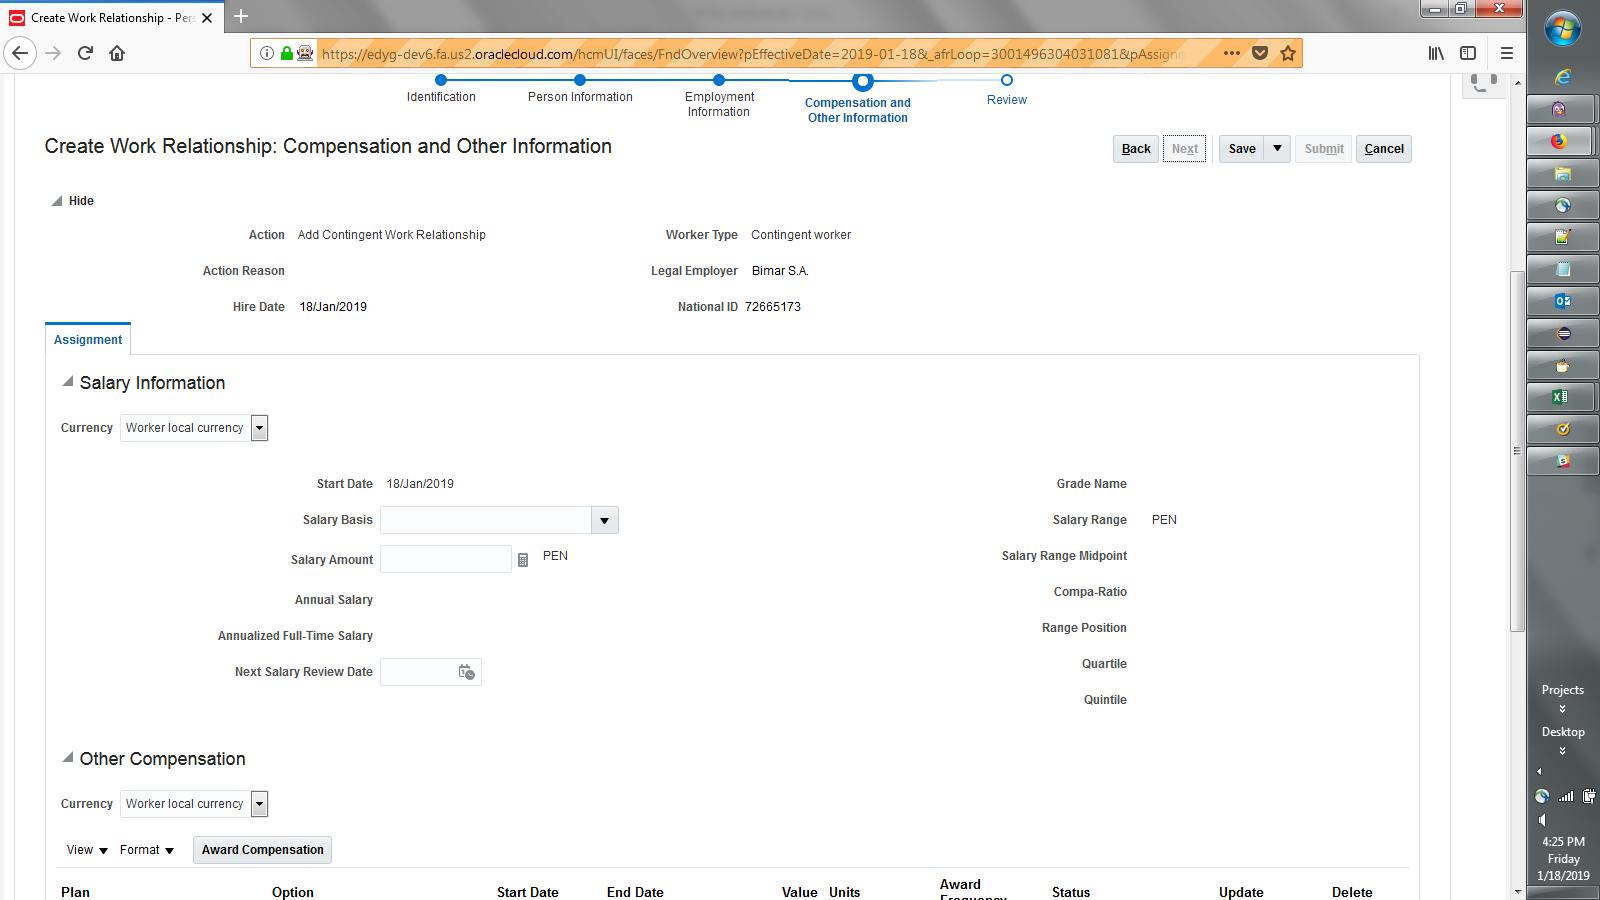 Create Work Relationship - Pers
https://edyg-dev6.fa.us2.oraclecloud.com/hcmUI/faces/FndOverview?pEffectiveDate=2019-01-18&_afrLoop=3001496304031081&pAssignm
Identification
Person Information
Employment Information
Compensation and Other Information
Review
Create Work Relationship: Compensation and Other Information
Back Next Save Submit Cancel
Hide
Action Add Contingent Work Relationship Worker Type Contingent worker
Action Reason Legal Employer Bimar S.A.
Hire Date 18/Jan/2019 National ID 72665173
Assignment
Salary Information
Currency Worker local currency
Start Date 18/Jan/2019 Grade Name
Salary Basis Salary Range PEN
Salary Amount PEN Salary Range Midpoint
Annual Salary Compa-Ratio
Annualized Full-Time Salary Range Position
Next Salary Review Date Quartile
Quintile
Other Compensation
Currency Worker local currency
View Format Award Compensation
Plan Option Start Date End Date Value Units Award Frequency Status Update Delete
Projects
Desktop
4:25 PM
Friday
1/18/2019